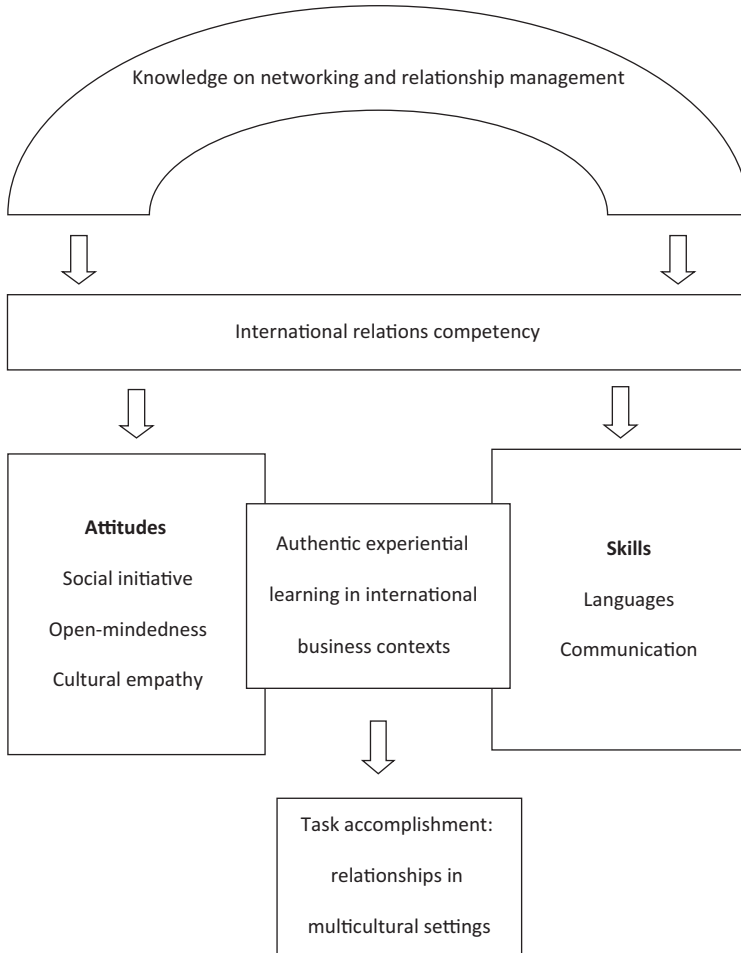 Knowledge on networking and relationship management
International relations competency
Attitudes
Social initiative
Open-mindedness
Cultural empathy
Authentic experiential
learning in international
business contexts
Skills
Languages
Communication
Task accomplishment:
relationships in
multicultural settings